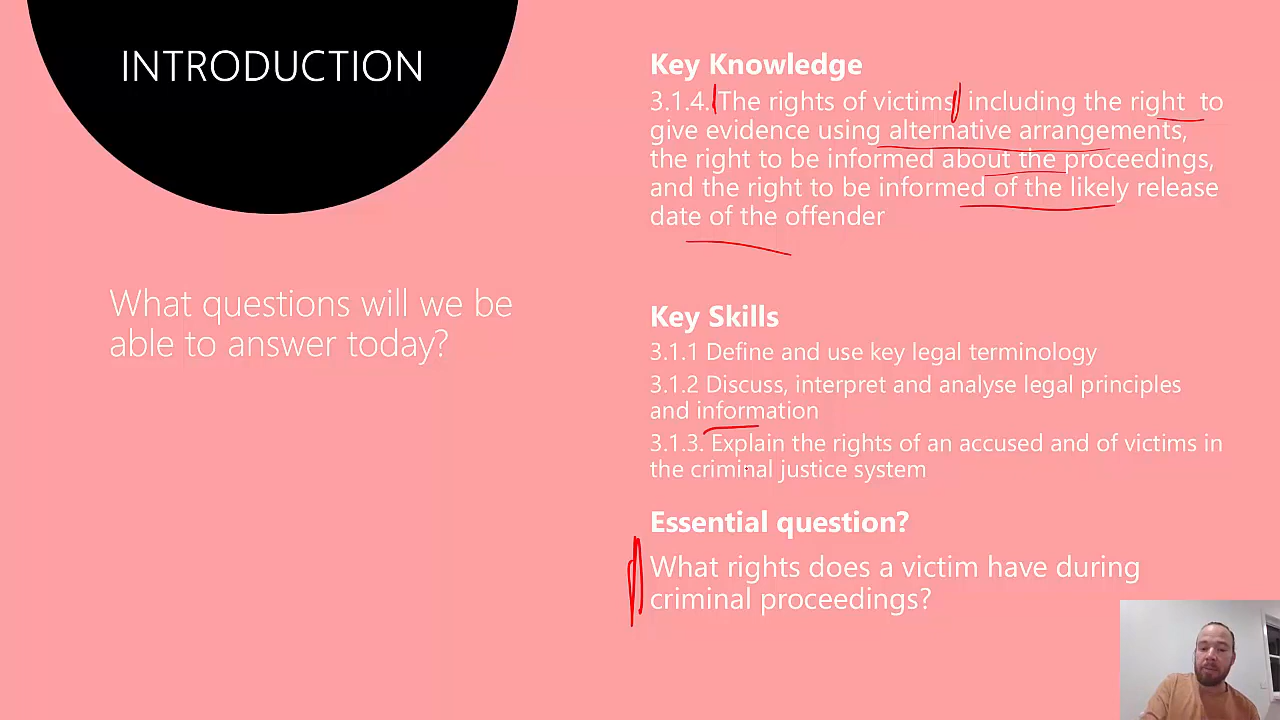 INTRODUCTION
What questions will we be
able to answer today?
Key Knowledge
3.1.4. The rights of victims, including the right to
give evidence using alternative arrangements,
the right to be informed about the proceedings,
and the right to be informed of the likely release
date of the offender
Key Skills
3.1.1 Define and use key legal terminology
3.1.2 Discuss, interpret and analyse legal principles
and information
3.1.3. Explain the rights of an accused and of victims in
the criminal justice system
Essential question?
What rights does a victim have during
criminal proceedings?